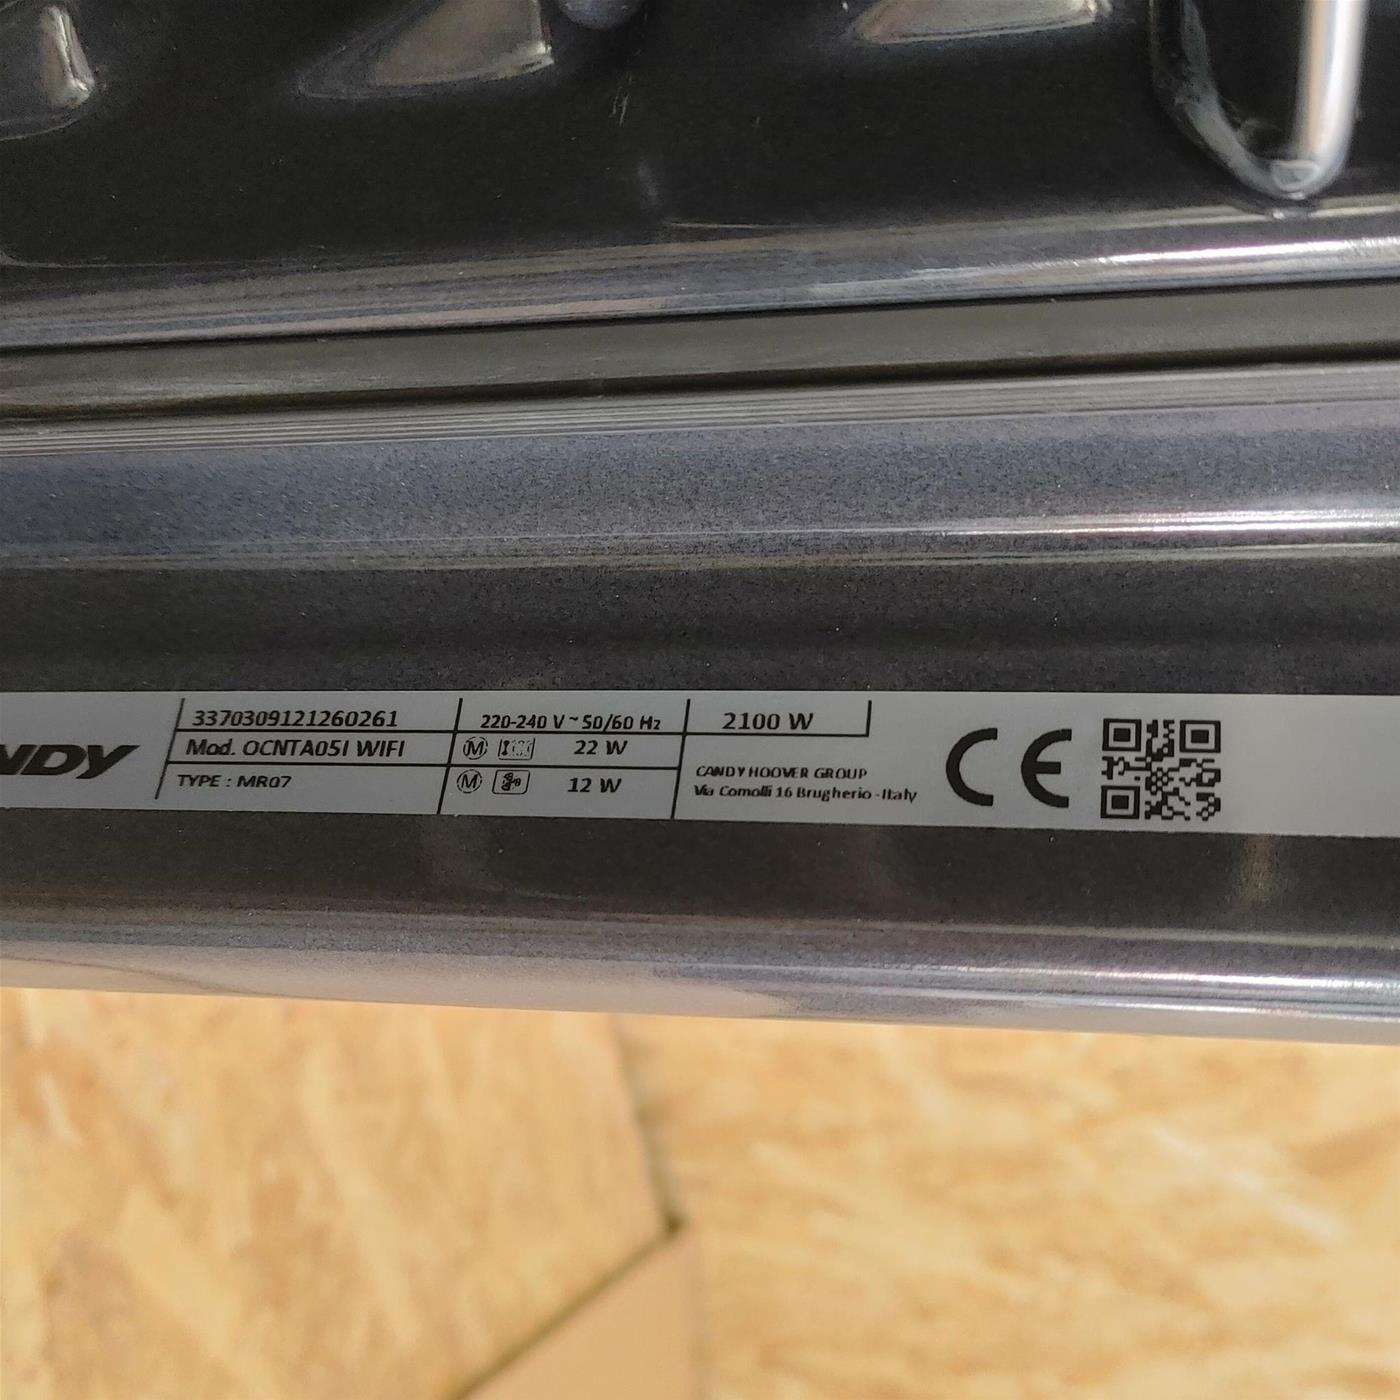 NDY
3370309121260261
Mod. OCNTA05I WIFI
TYPE : MR07
220-240 V ~ 50/60 Hz
M 22 W
M 12 W
2100 W
CANDY HOOVER GROUP
Via Comolli 16 Brugherio - Italy
CE